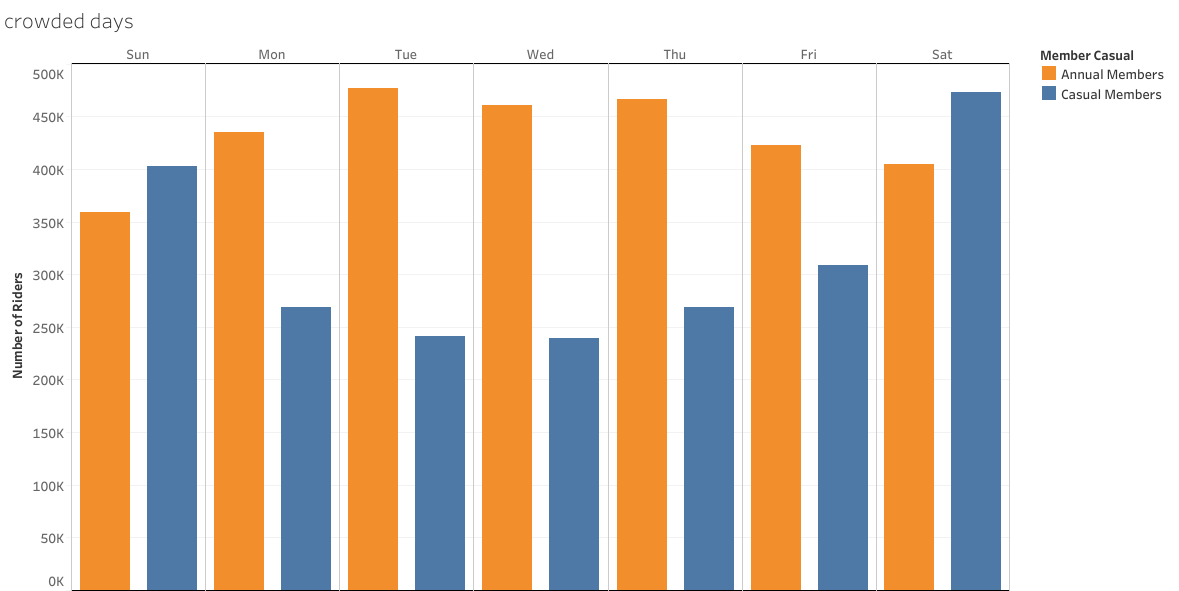 crowded days
Sun Mon Tue Wed Thu Fri Sat
Member Casual
Annual Members
Casual Members
500K
450K
400K
350K
300K
250K
200K
150K
100K
50K
0K
Number of Riders